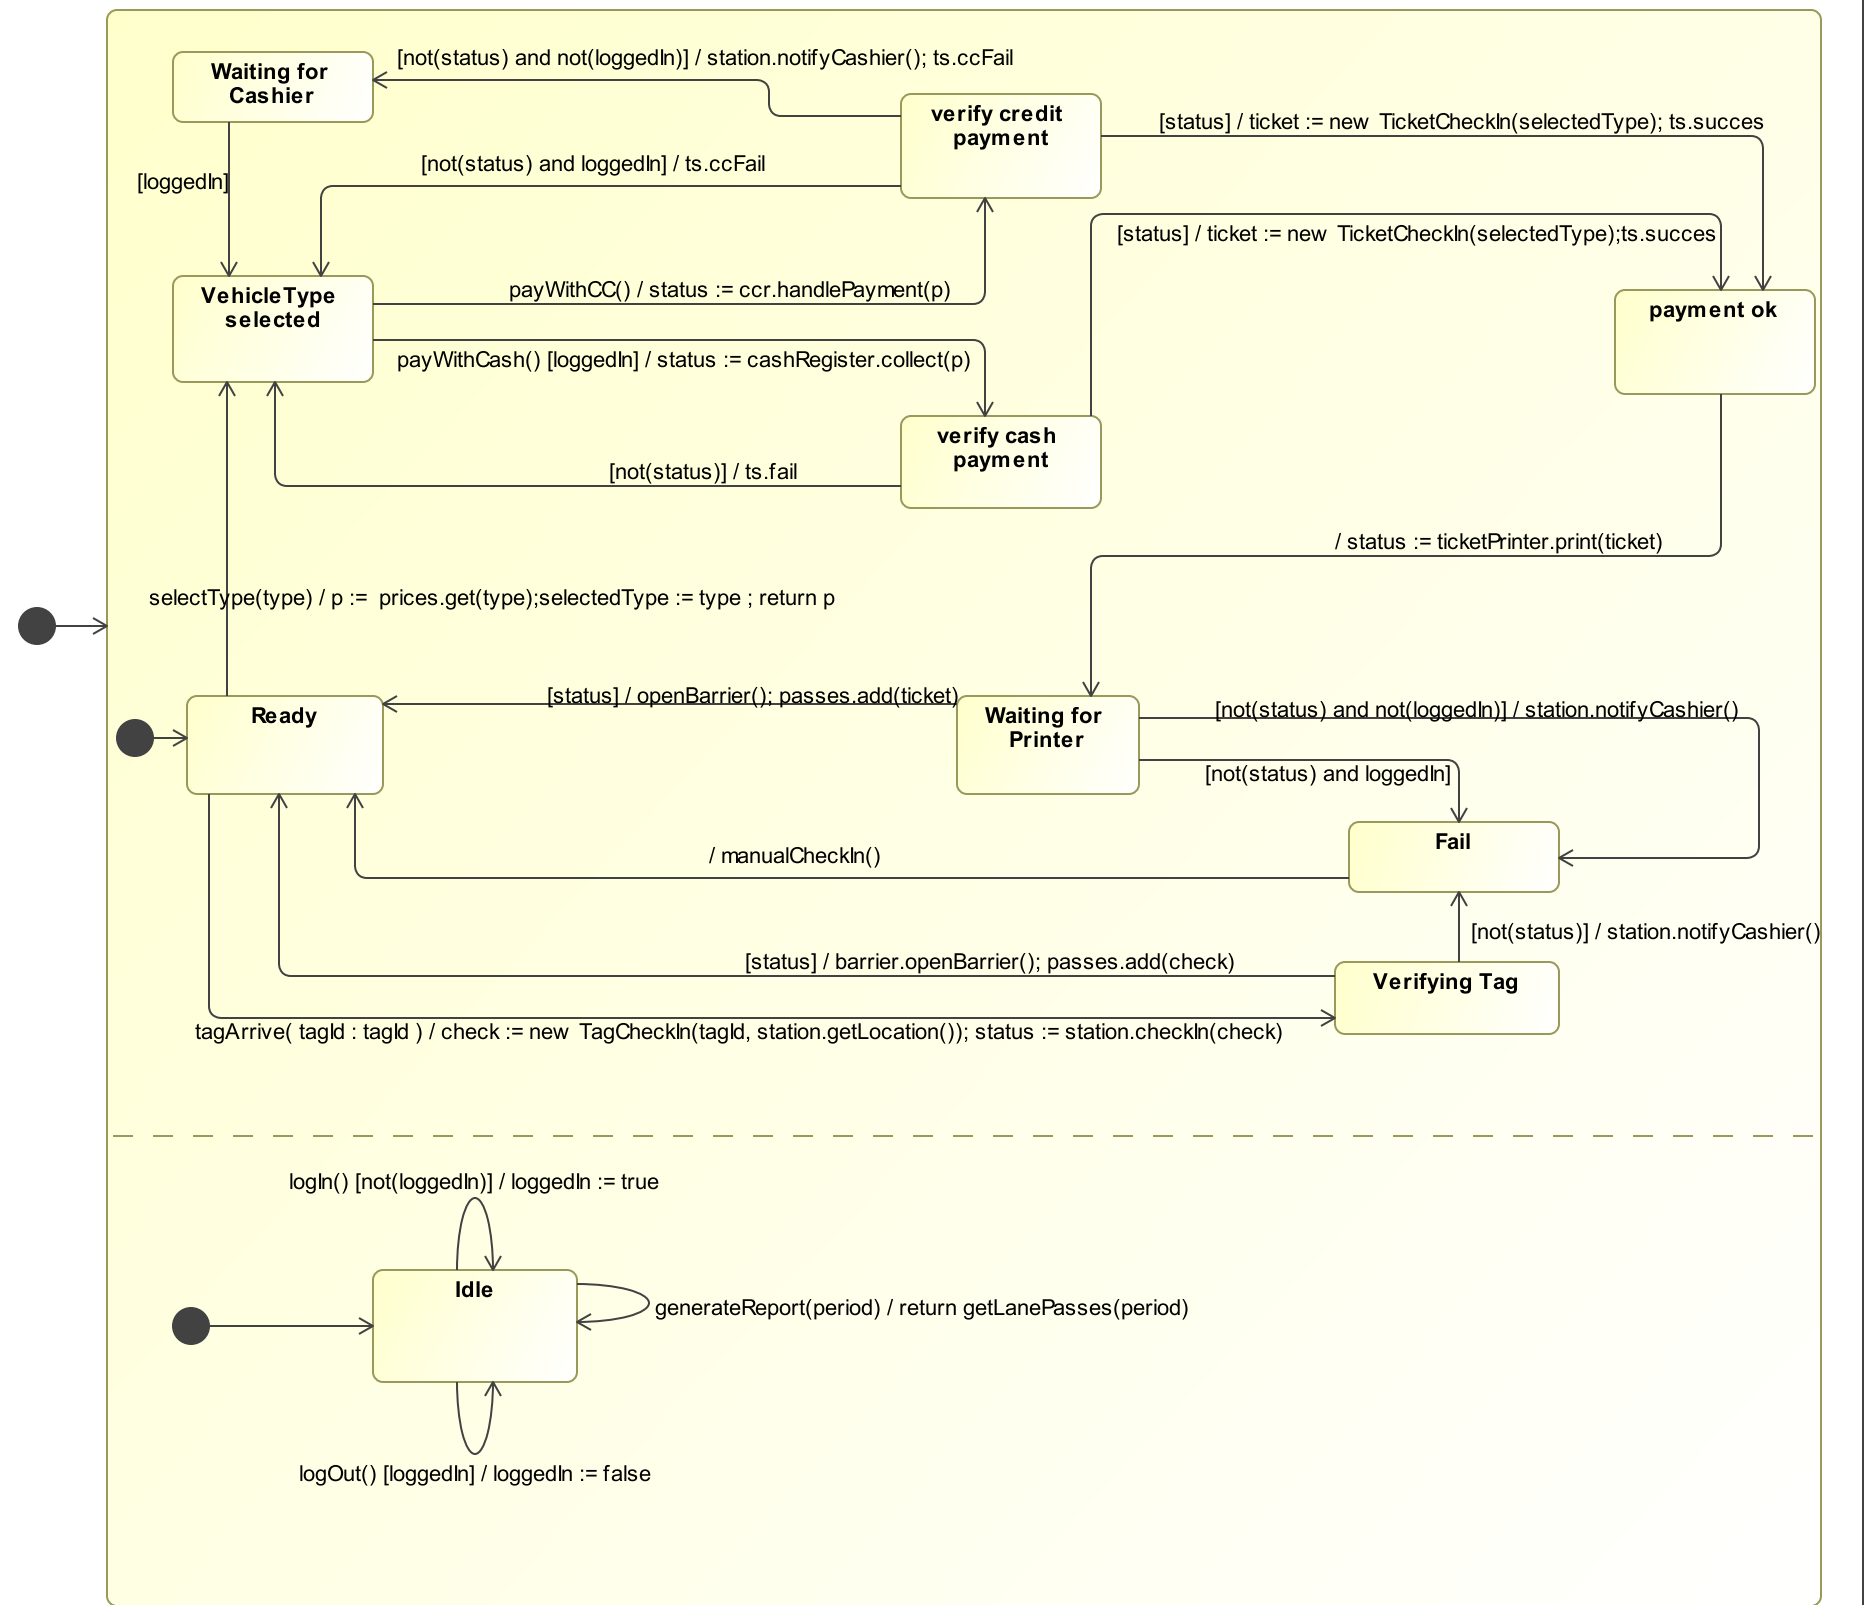 [not(status) and not(loggedIn)] / station.notifyCashier(); ts.ccFail
Waiting for
Cashier
verify credit
payment
[status] / ticket := new TicketCheckIn(selectedType); ts.succes
[not(status) and loggedIn] / ts.ccFail
[loggedIn]
[status] / ticket := new TicketCheckIn(selectedType);ts.succes
VehicleType
selected
payWithCC() / status := ccr.handlePayment(p)
payment ok
payWithCash() [loggedIn] / status := cashRegister.collect(p)
verify cash
payment
[not(status)] / ts.fail
/ status := ticketPrinter.print(ticket)
selectType(type) / p := prices.get(type);selectedType := type ; return p
[status] / openBarrier(); passes.add(ticket)
Ready
Waiting for
Printer
[not(status) and not(loggedIn)] / station.notifyCashier()
[not(status) and loggedIn]
Fail
/ manualCheckIn()
[not(status)] / station.notifyCashier()
[status] / barrier.openBarrier(); passes.add(check)
Verifying Tag
tagArrive( tagId : tagId ) / check := new TagCheckIn(tagId, station.getLocation()); status := station.checkIn(check)
logIn() [not(loggedIn)] / loggedIn := true
Idle
generateReport(period) / return getLanePasses(period)
logOut() [loggedIn] / loggedIn := false